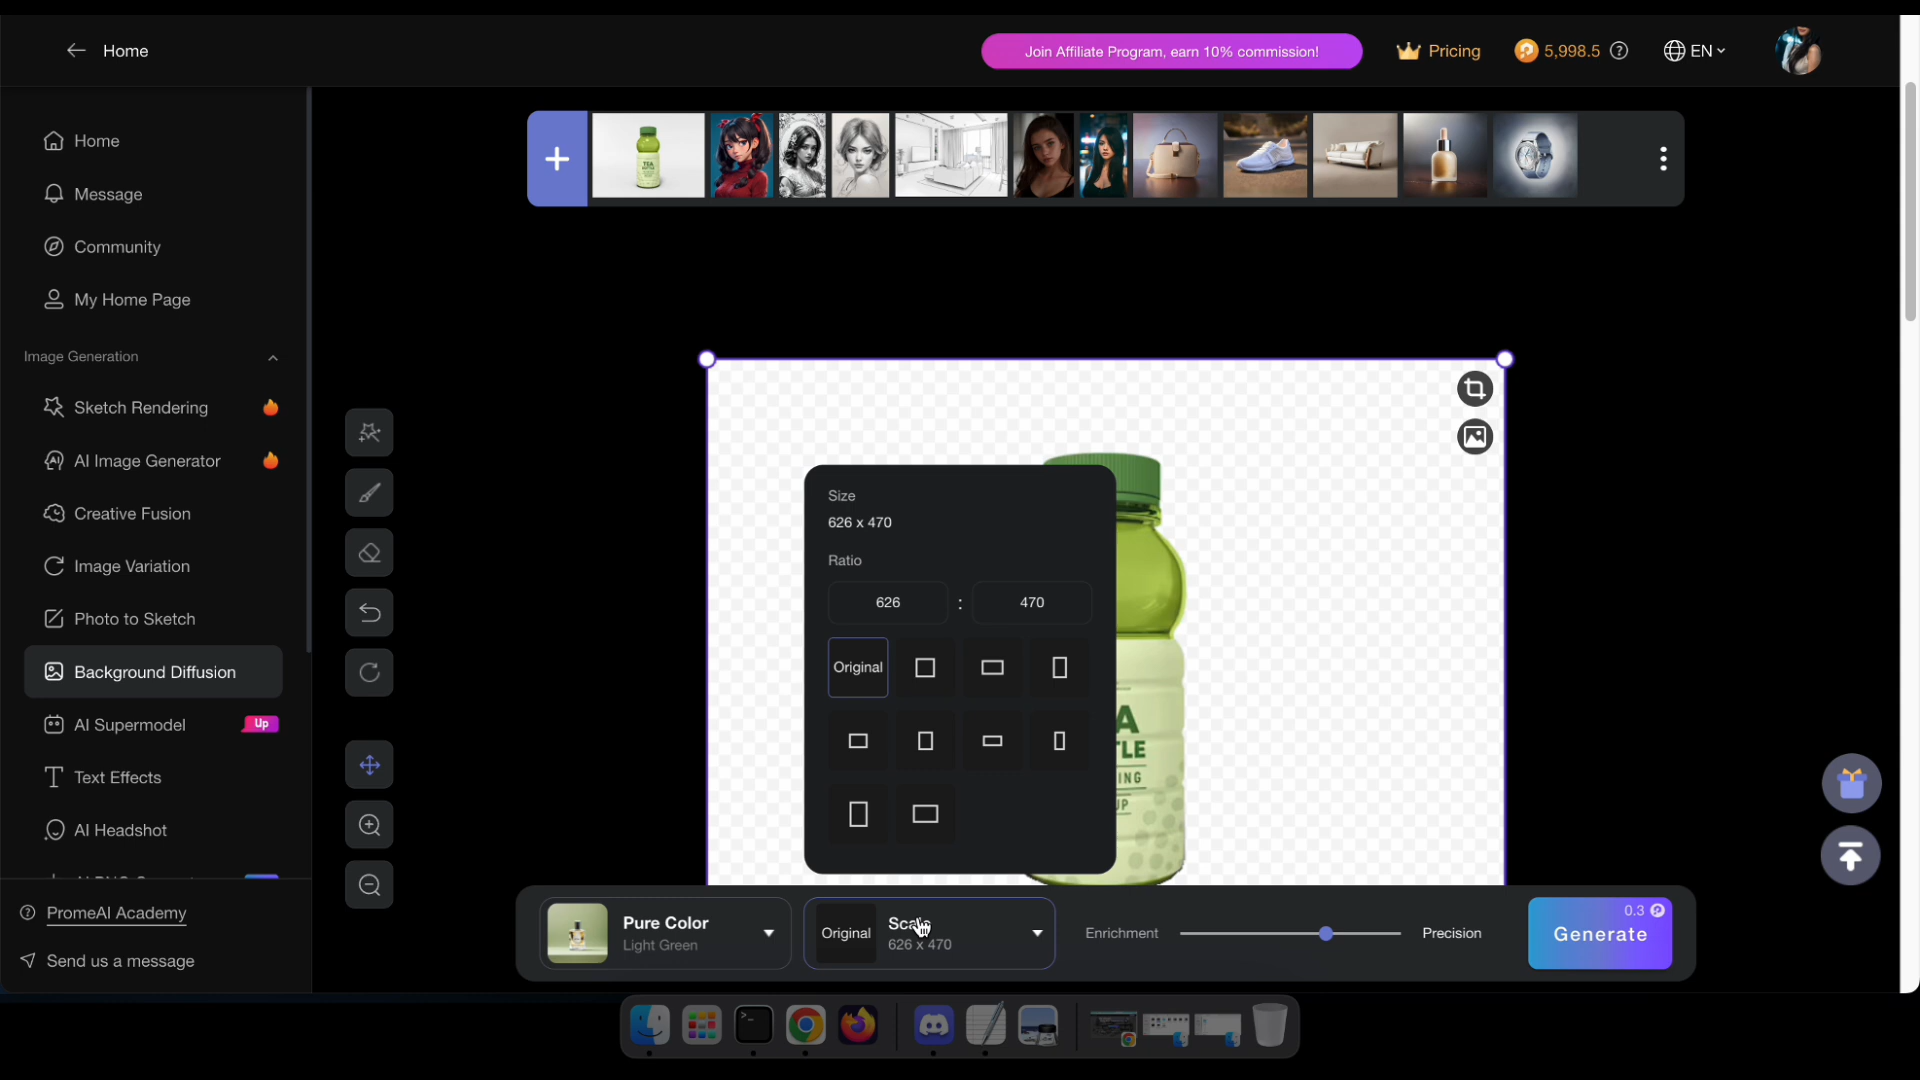 Home
Join Affiliate Program, earn 10% commission!
Pricing
5,998.5
EN
Home
Message
Community
My Home Page
Image Generation
Sketch Rendering
AI Image Generator
Creative Fusion
Image Variation
Photo to Sketch
Background Diffusion
AI Supermodel
Up
Text Effects
AI Headshot
PromeAI Academy
Send us a message
TEA
Size
626 x 470
Ratio
626 : 470
Original
Pure Color
Light Green
Original
Scale
626 x 470
Enrichment
Precision
0.3
Generate